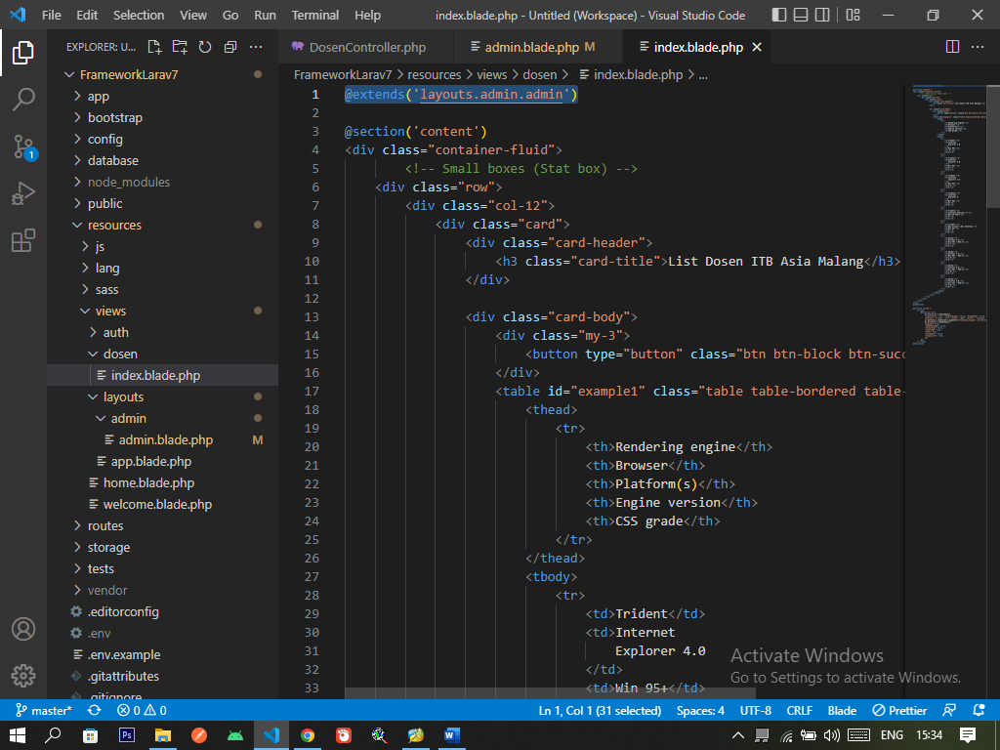 File Edit Selection View Go Run Terminal Help index.blade.php - Untitled (Workspace) - Visual Studio Code
EXPLORER: U... DosenController.php admin.blade.php M index.blade.php
FrameworkLarav7 > resources > views > dosen > index.blade.php > ...
FrameworkLarav7
app
bootstrap
config
database
node_modules
public
resources
js
lang
sass
views
auth
dosen
index.blade.php
layouts
admin
admin.blade.php M
app.blade.php
home.blade.php
welcome.blade.php
routes
storage
tests
vendor
.editorconfig
.env
.env.example
.gitattributes
.gitignore
1
1 @extends('layouts.admin.admin')
2
3 @section('content')
4 <div class="container-fluid">
5 <!-- Small boxes (Stat box) -->
6 <div class="row">
7 <div class="col-12">
8 <div class="card">
9 <div class="card-header">
10 <h3 class="card-title">List Dosen ITB Asia Malang</h3>
11 </div>
12
13 <div class="card-body">
14 <div class="my-3">
15 <button type="button" class="btn btn-block btn-succ
16 </div>
17 <table id="example1" class="table table-bordered table-
18 <thead>
19 <tr>
20 <th>Rendering engine</th>
21 <th>Browser</th>
22 <th>Platform(s)</th>
23 <th>Engine version</th>
24 <th>CSS grade</th>
25 </tr>
26 </thead>
27 <tbody>
28 <tr>
29 <td>Trident</td>
30 <td>Internet
31 Explorer 4.0
32 </td>
33 <td>Win 95+</td>
Activate Windows
Go to Settings to activate Windows.
master* 0 0 Ln 1, Col 1 (31 selected) Spaces: 4 UTF-8 CRLF Blade Prettier
Ps W ENG 15:34